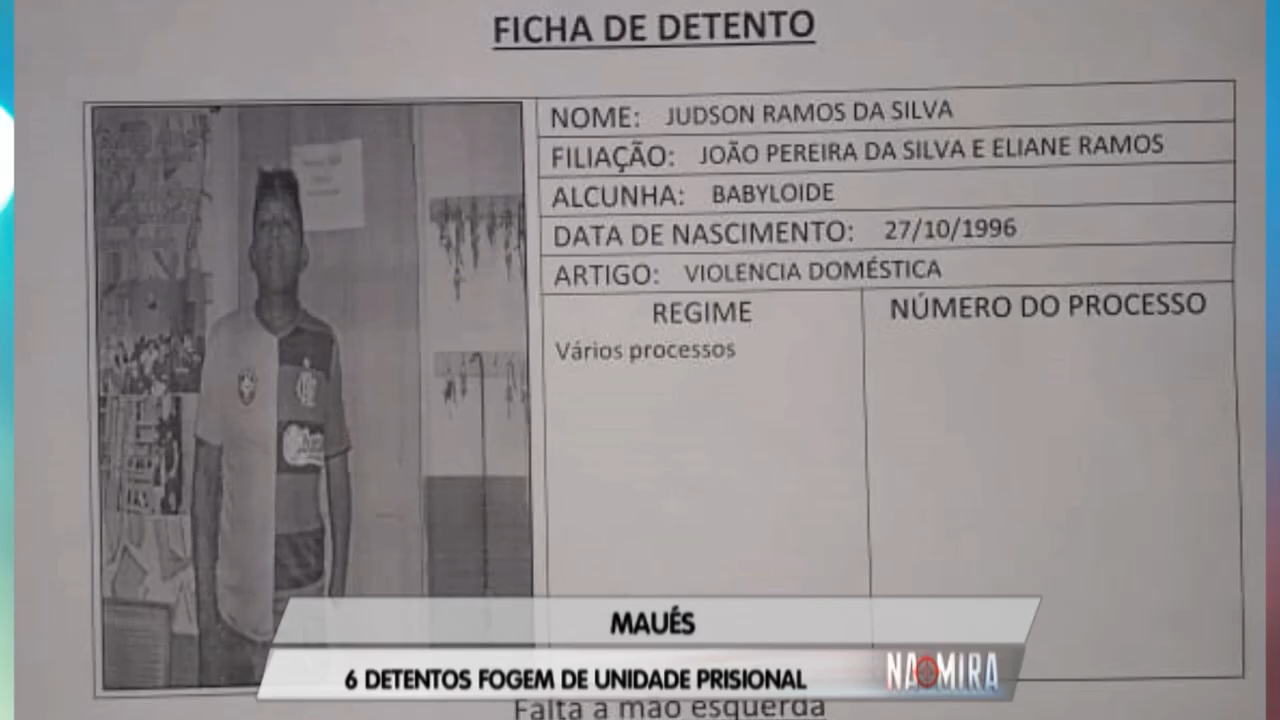 FICHA DE DETENTO
NOME: JUDSON RAMOS DA SILVA
FILIAÇÃO: JOÃO PEREIRA DA SILVA E ELIANE RAMOS
ALCUNHA: BABYLOIDE
DATA DE NASCIMENTO: 27/10/1996
ARTIGO: VIOLENCIA DOMÉSTICA
REGIME
NÚMERO DO PROCESSO
Vários processos
MAUÉS
6 DETENTOS FOGEM DE UNIDADE PRISIONAL
NA MIRA
Falta a mão esquerda